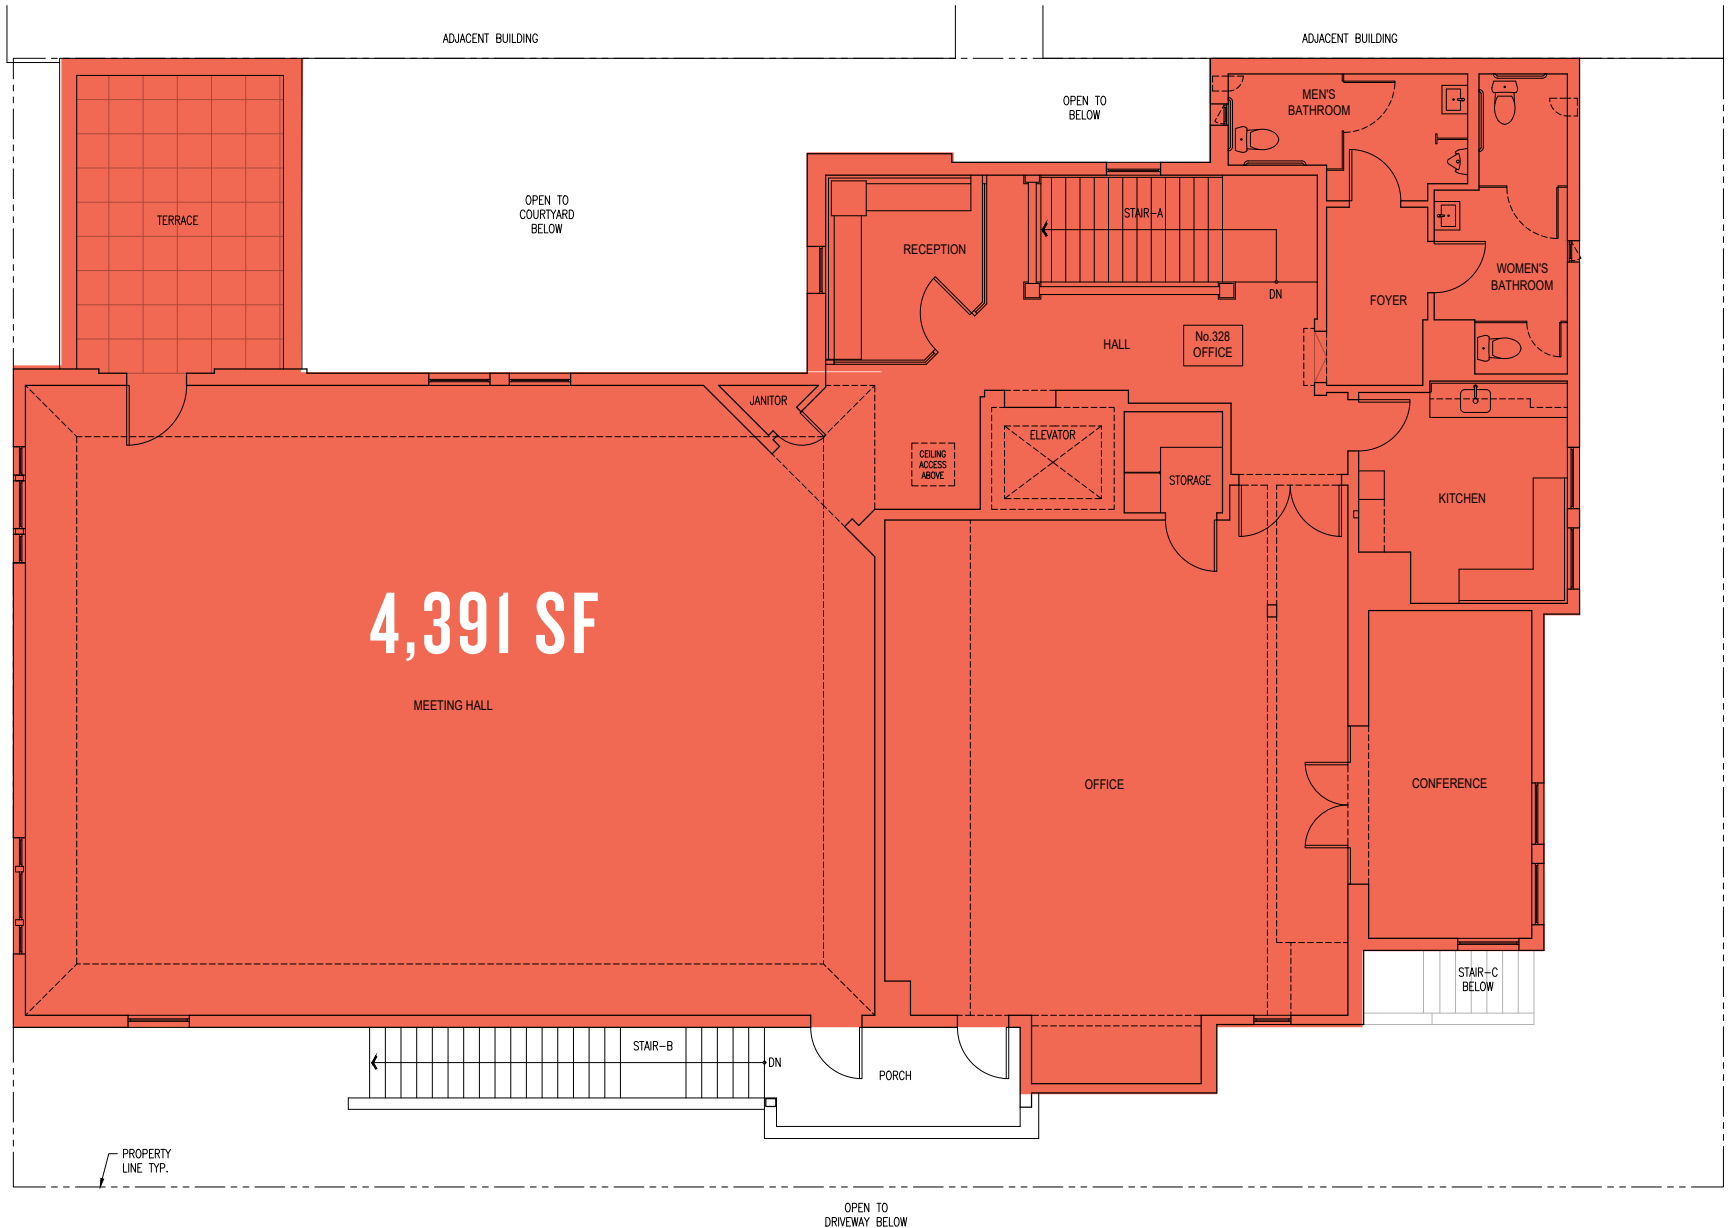 ADJACENT BUILDING
ADJACENT BUILDING
OPEN TO
BELOW
MEN'S
BATHROOM
TERRACE
OPEN TO
COURTYARD
BELOW
STAIR-A
RECEPTION
WOMEN'S
BATHROOM
FOYER
DN
HALL
No.328
OFFICE
JANITOR
ELEVATOR
CEILING
ACCESS
ABOVE
STORAGE
KITCHEN
4,391 SF
MEETING HALL
OFFICE
CONFERENCE
STAIR-C
BELOW
STAIR-B
DN
PORCH
PROPERTY
LINE TYP.
OPEN TO
DRIVEWAY BELOW